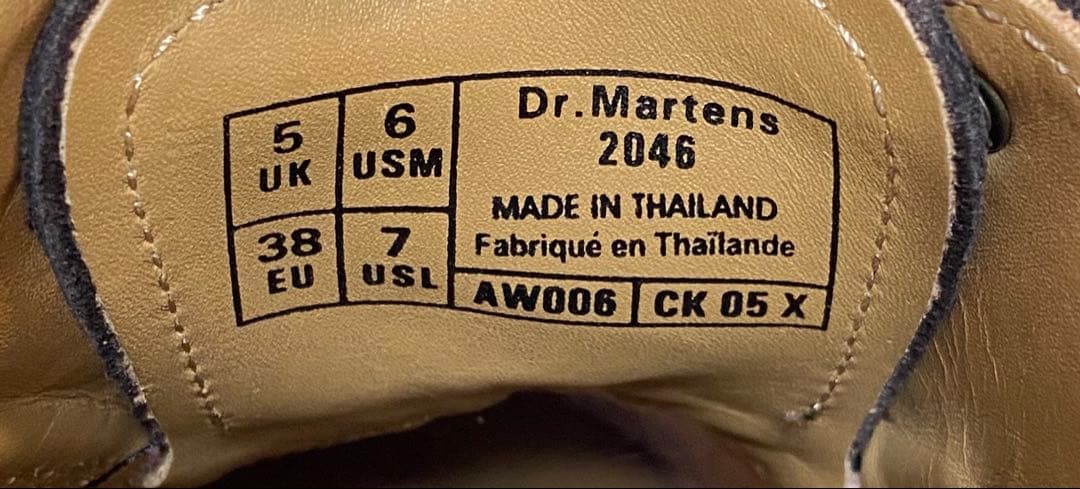 5
UK
6
USM
38
EU
7
USL
Dr.Martens
2046
MADE IN THAILAND
Fabriqué en Thaïlande
AW006
CK 05 X